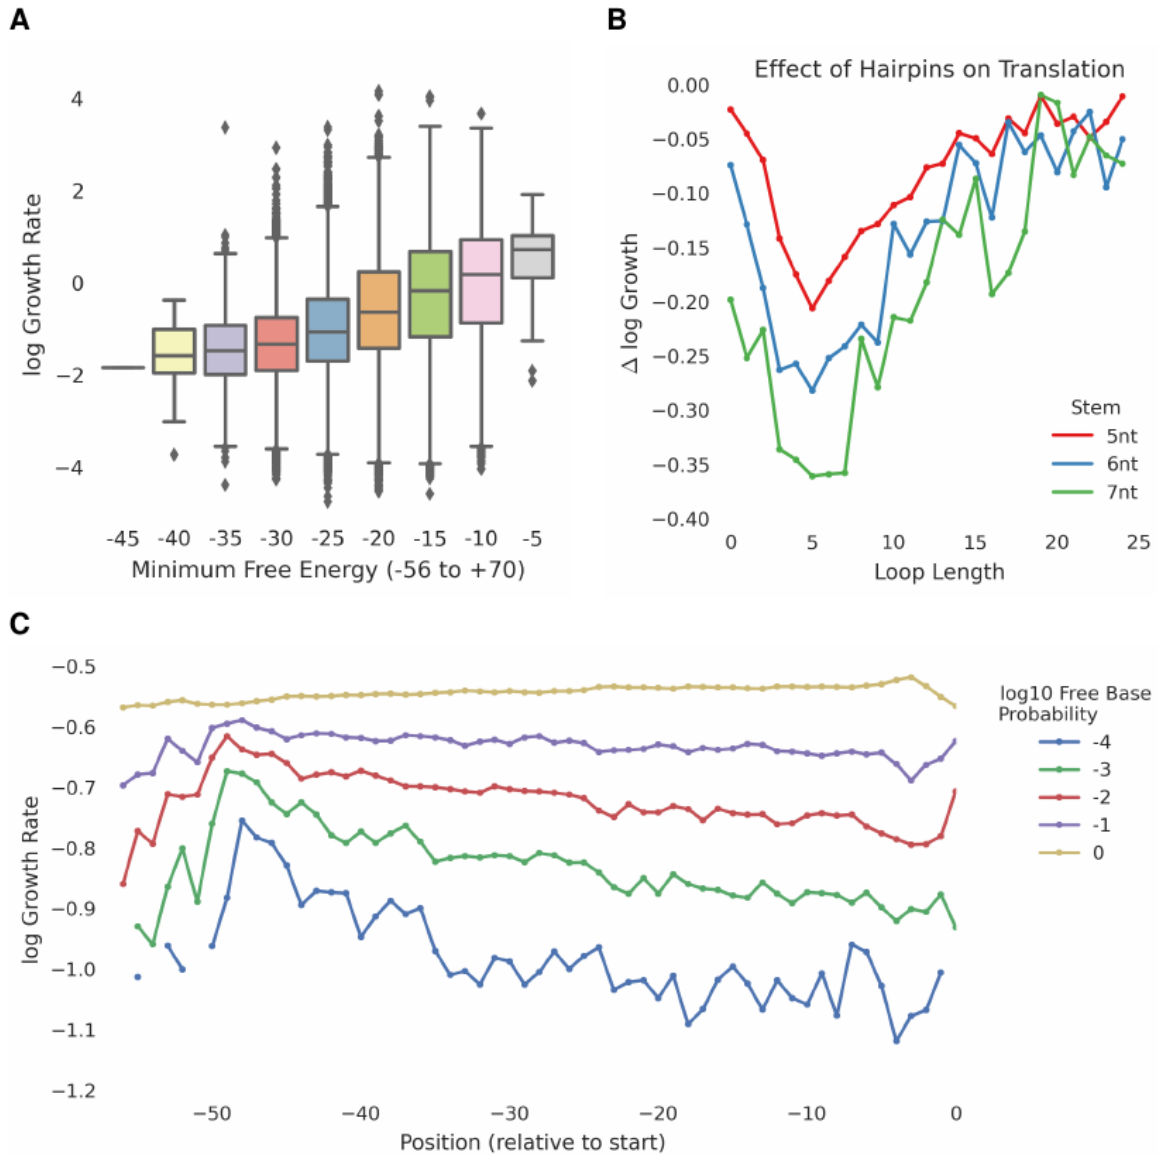 A
4
2
0
−2
−4
log Growth Rate
-45 -40 -35 -30 -25 -20 -15 -10 -5
Minimum Free Energy (-56 to +70)
B
Effect of Hairpins on Translation
0.00
−0.05
−0.10
−0.15
−0.20
−0.25
−0.30
−0.35
−0.40
Δ log Growth
Stem
5nt
6nt
7nt
0 5 10 15 20 25
Loop Length
C
−0.5
−0.6
−0.7
−0.8
−0.9
−1.0
−1.1
−1.2
log Growth Rate
−50 −40 −30 −20 −10 0
Position (relative to start)
log10 Free Base
Probability
-4
-3
-2
-1
0